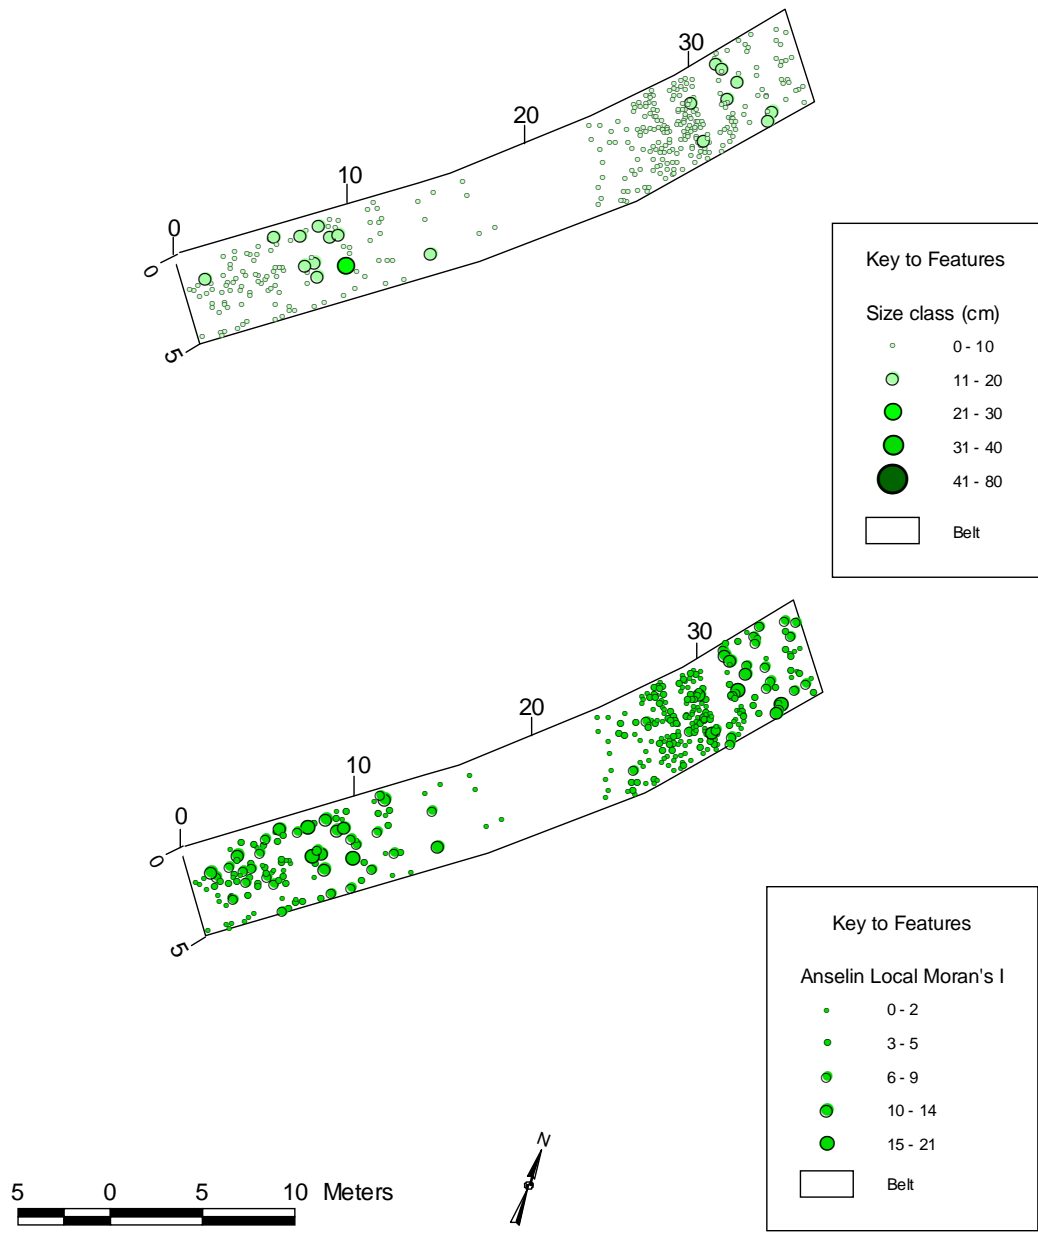 30
20
10
0
0
5
Key to Features
Size class (cm)
0 - 10
11 - 20
21 - 30
31 - 40
41 - 80
Belt
30
20
10
0
0
5
Key to Features
Anselin Local Moran's I
0 - 2
3 - 5
6 - 9
10 - 14
15 - 21
Belt
N
5 0 5 10 Meters